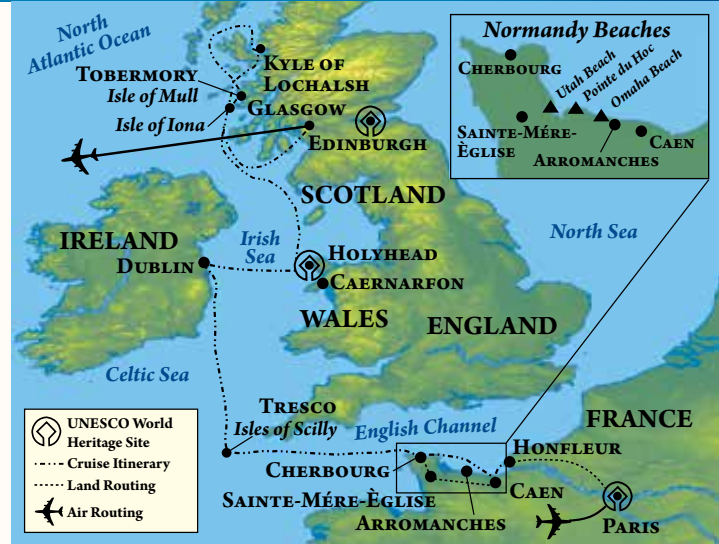 North
Atlantic Ocean
Kyle of
Lochalsh
Tobermory
Isle of Mull
Glasgow
Isle of Iona
Edinburgh
SCOTLAND
North Sea
IRELAND
Irish
Sea
Dublin
Holyhead
Caernarfon
WALES
ENGLAND
Celtic Sea
Tresco
Isles of Scilly
English Channel
FRANCE
Honfleur
Cherbourg
Caen
Sainte-Mére-Èglise
Arromanches
Paris
Normandy Beaches
Cherbourg
Utah Beach
Pointe du Hoc
Omaha Beach
Sainte-Mére-
Èglise
Arromanches
Caen
UNESCO World
Heritage Site
Cruise Itinerary
Land Routing
Air Routing